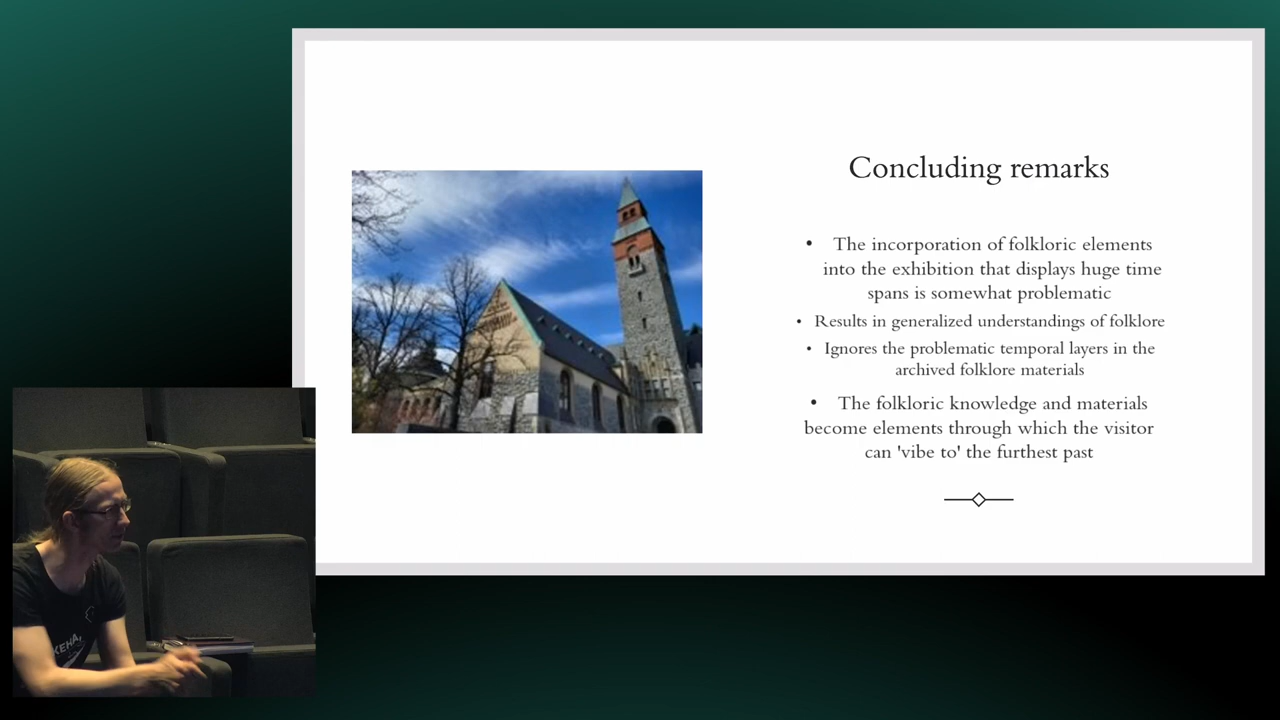 Concluding remarks
• The incorporation of folkloric elements
into the exhibition that displays huge time
spans is somewhat problematic
• Results in generalized understandings of folklore
• Ignores the problematic temporal layers in the
archived folklore materials
• The folkloric knowledge and materials
become elements through which the visitor
can 'vibe to' the furthest past